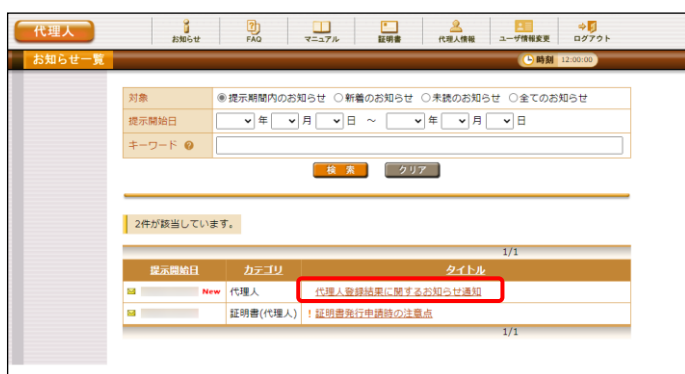 代理人 お知らせ FAQ マニュアル 証明書 代理人情報 ユーザ情報変更 ログアウト
お知らせ一覧 時刻 12:00:00
対象 提示期間内のお知らせ 新着のお知らせ 未読のお知らせ 全てのお知らせ
提示開始日 年 月 日 ～ 年 月 日
キーワード ?
検 索 クリア
2件が該当しています。
1/1
提示開始日 カテゴリ タイトル
New 代理人 代理人登録結果に関するお知らせ通知
証明書(代理人) ! 証明書発行申請時の注意点
1/1